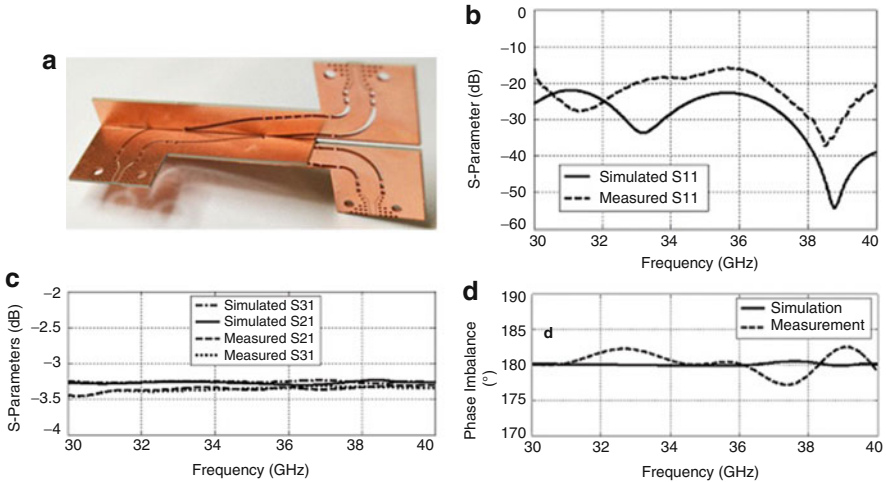 a
b
0
−10
−20
−30
−40
−50
−60
S-Parameter (dB)
Simulated S11
Measured S11
30 32 34 36 38 40
Frequency (GHz)
c
−2
−2.5
−3
−3.5
−4
S-Parameters (dB)
Simulated S31
Simulated S21
Measured S21
Measured S31
30 32 34 36 38 40
Frequency (GHz)
d
190
185
180
175
170
Phase Imbalance
(°)
d
Simulation
Measurement
30 32 34 36 38 40
Frequency (GHz)